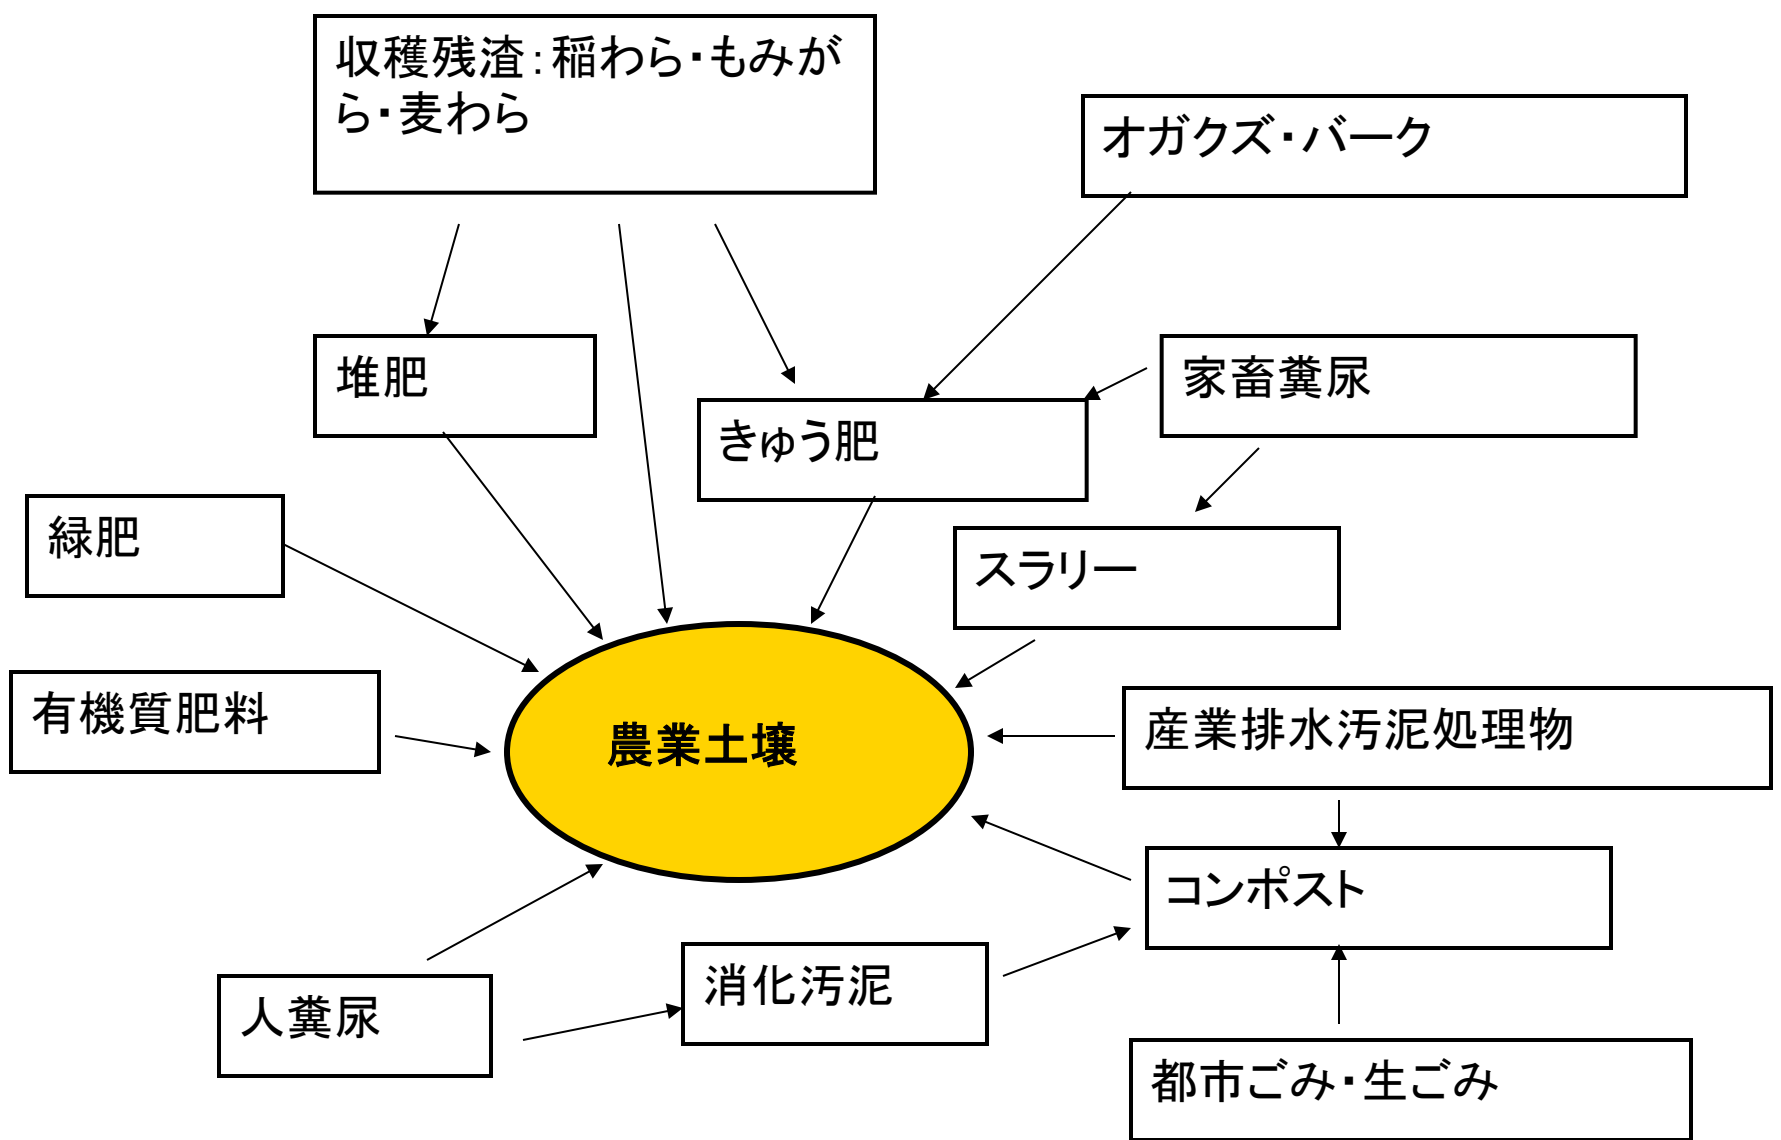 収穫残渣：稲わら・もみが
ら・麦わら
オガクズ・バーク
堆肥
家畜糞尿
きゅう肥
緑肥
スラリー
有機質肥料
農業土壌
産業排水汚泥処理物
コンポスト
消化汚泥
人糞尿
都市ごみ・生ごみ